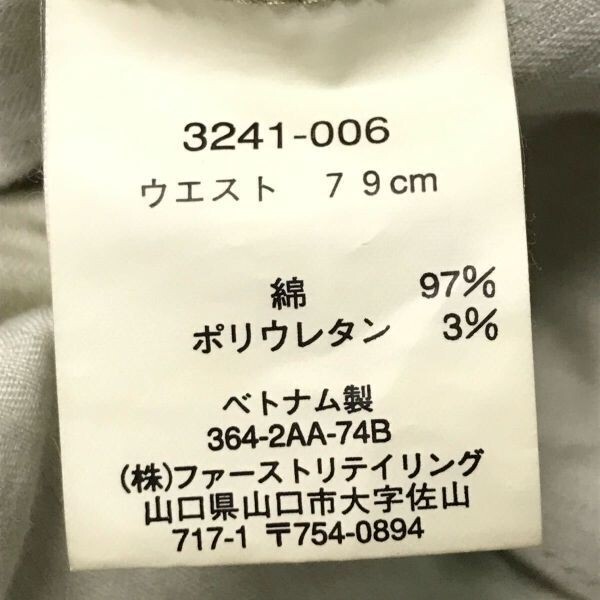 3241-006
ウエスト ７９cm
綿 97%
ポリウレタン 3%
ベトナム製
364-2AA-74B
(株)ファーストリテイリング
山口県山口市大字佐山
717-1 〒754-0894